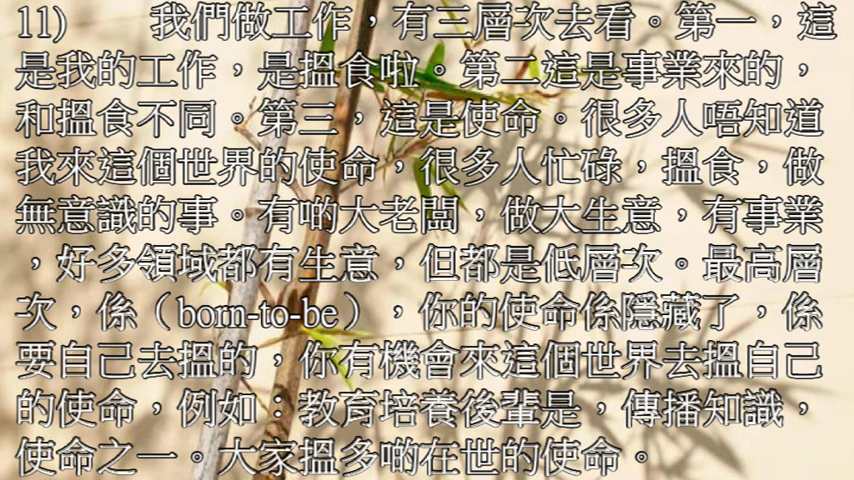 11)　　我們做工作，有三層次去看。第一，這
是我的工作，是搵食啦。第二這是事業來的，
和搵食不同。第三，這是使命。很多人唔知道
我來這個世界的使命，很多人忙碌，搵食，做
無意識的事。有啲大老闆，做大生意，有事業
，好多領域都有生意，但都是低層次。最高層
次，係（born-to-be），你的使命係隱藏了，係
要自己去搵的，你有機會來這個世界去搵自己
的使命，例如：教育培養後輩是，傳播知識，
使命之一。大家搵多啲在世的使命。